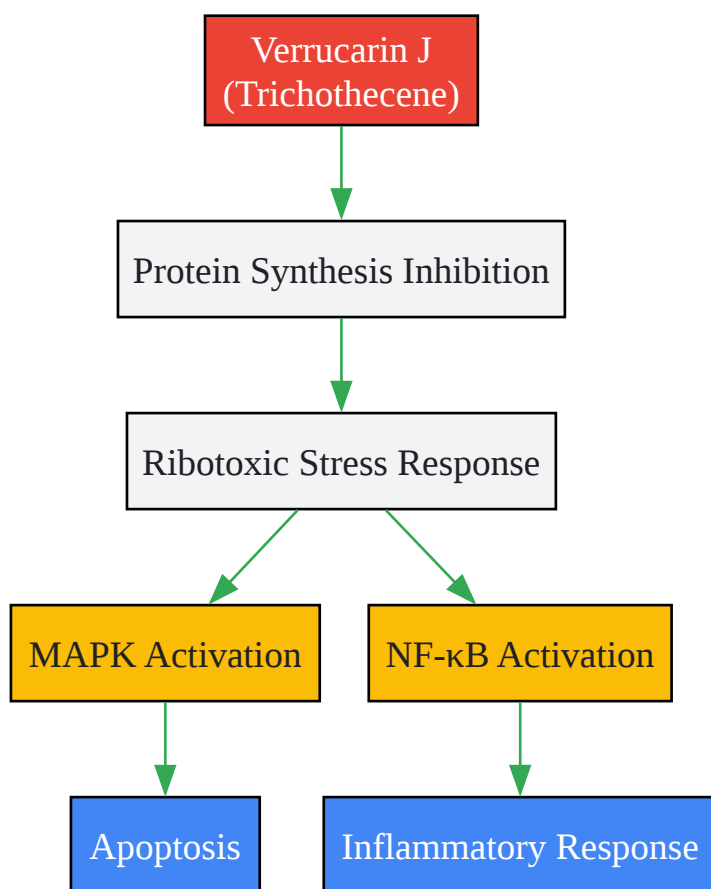 Verrucarin J
(Trichothecene)
Protein Synthesis Inhibition
Ribotoxic Stress Response
MAPK Activation
NF-κB Activation
Apoptosis
Inflammatory Response